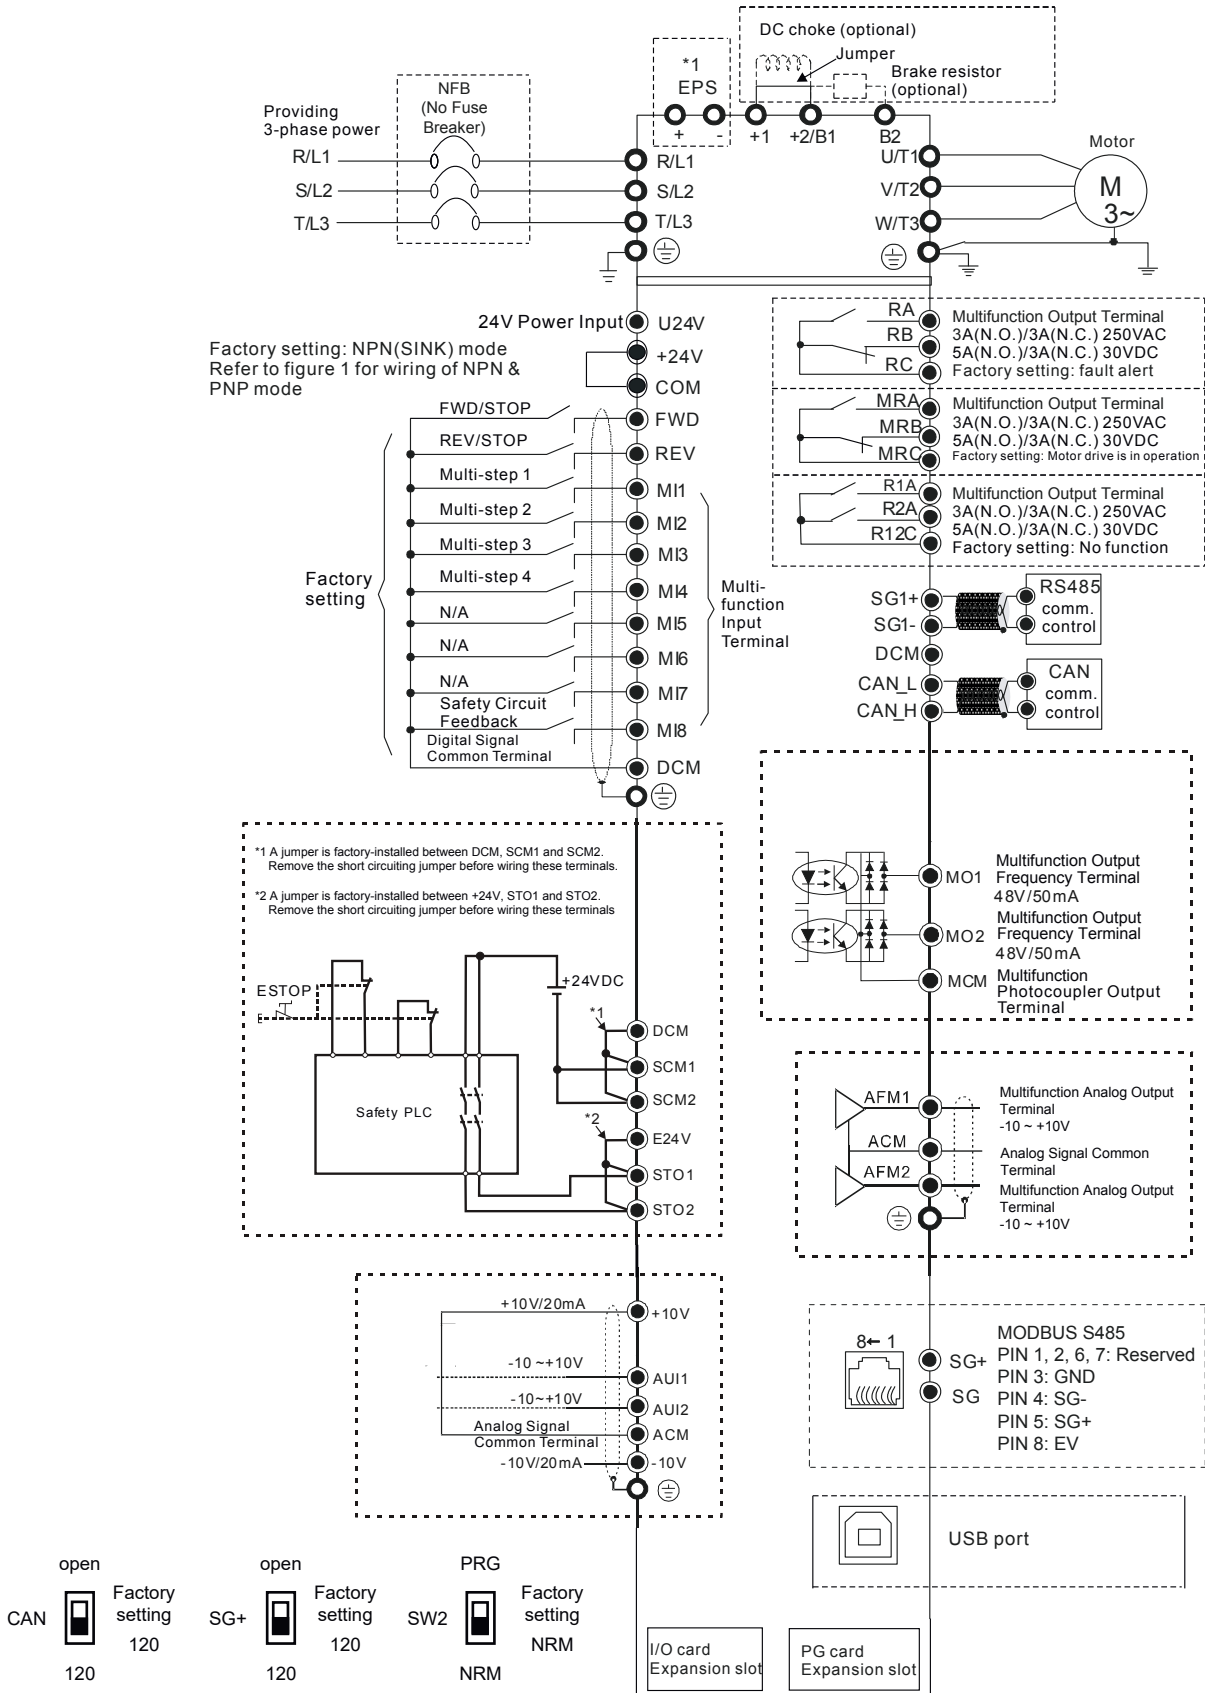 DC choke (optional)
Jumper
Brake resistor
(optional)
*1
EPS
+
-
+1
+2/B1
B2
NFB
(No Fuse
Breaker)
Providing
3-phase power
R/L1
S/L2
T/L3
R/L1
S/L2
T/L3
U/T1
V/T2
W/T3
Motor
M
3~
24V Power Input
U24V
Factory setting: NPN(SINK) mode
Refer to figure 1 for wiring of NPN &
PNP mode
+24V
COM
FWD/STOP
FWD
REV/STOP
REV
Multi-step 1
MI1
Multi-step 2
MI2
Multi-step 3
MI3
Multi-step 4
MI4
N/A
MI5
N/A
MI6
N/A
MI7
Safety Circuit
Feedback
MI8
Digital Signal
Common Terminal
DCM
Factory
setting
Multi-
function
Input
Terminal
RA
RB
RC
Multifunction Output Terminal
3A(N.O.)/3A(N.C.) 250VAC
5A(N.O.)/3A(N.C.) 30VDC
Factory setting: fault alert
MRA
MRB
MRC
Multifunction Output Terminal
3A(N.O.)/3A(N.C.) 250VAC
5A(N.O.)/3A(N.C.) 30VDC
Factory setting: Motor drive is in operation
R1A
R2A
R12C
Multifunction Output Terminal
3A(N.O.)/3A(N.C.) 250VAC
5A(N.O.)/3A(N.C.) 30VDC
Factory setting: No function
SG1+
SG1-
RS485
comm.
control
DCM
CAN_L
CAN_H
CAN
comm.
control
*1 A jumper is factory-installed between DCM, SCM1 and SCM2.
Remove the short circuiting jumper before wiring these terminals.
*2 A jumper is factory-installed between +24V, STO1 and STO2.
Remove the short circuiting jumper before wiring these terminals
ESTOP
+24VDC
Safety PLC
*1
DCM
SCM1
SCM2
*2
E24V
STO1
STO2
MO1
Multifunction Output
Frequency Terminal
48V/50mA
MO2
Multifunction Output
Frequency Terminal
48V/50mA
MCM
Multifunction
Photocoupler Output
Terminal
AFM1
Multifunction Analog Output
Terminal
-10 ~ +10V
ACM
Analog Signal Common
Terminal
AFM2
Multifunction Analog Output
Terminal
-10 ~ +10V
+10V/20mA
+10V
-10 ~+10V
AUI1
-10~+10V
AUI2
Analog Signal
Common Terminal
ACM
-10V/20mA
-10V
8← 1
SG+
SG
MODBUS S485
PIN 1, 2, 6, 7: Reserved
PIN 3: GND
PIN 4: SG-
PIN 5: SG+
PIN 8: EV
USB port
CAN
open
120
Factory
setting
120
SG+
open
120
Factory
setting
120
SW2
PRG
NRM
Factory
setting
NRM
I/O card
Expansion slot
PG card
Expansion slot